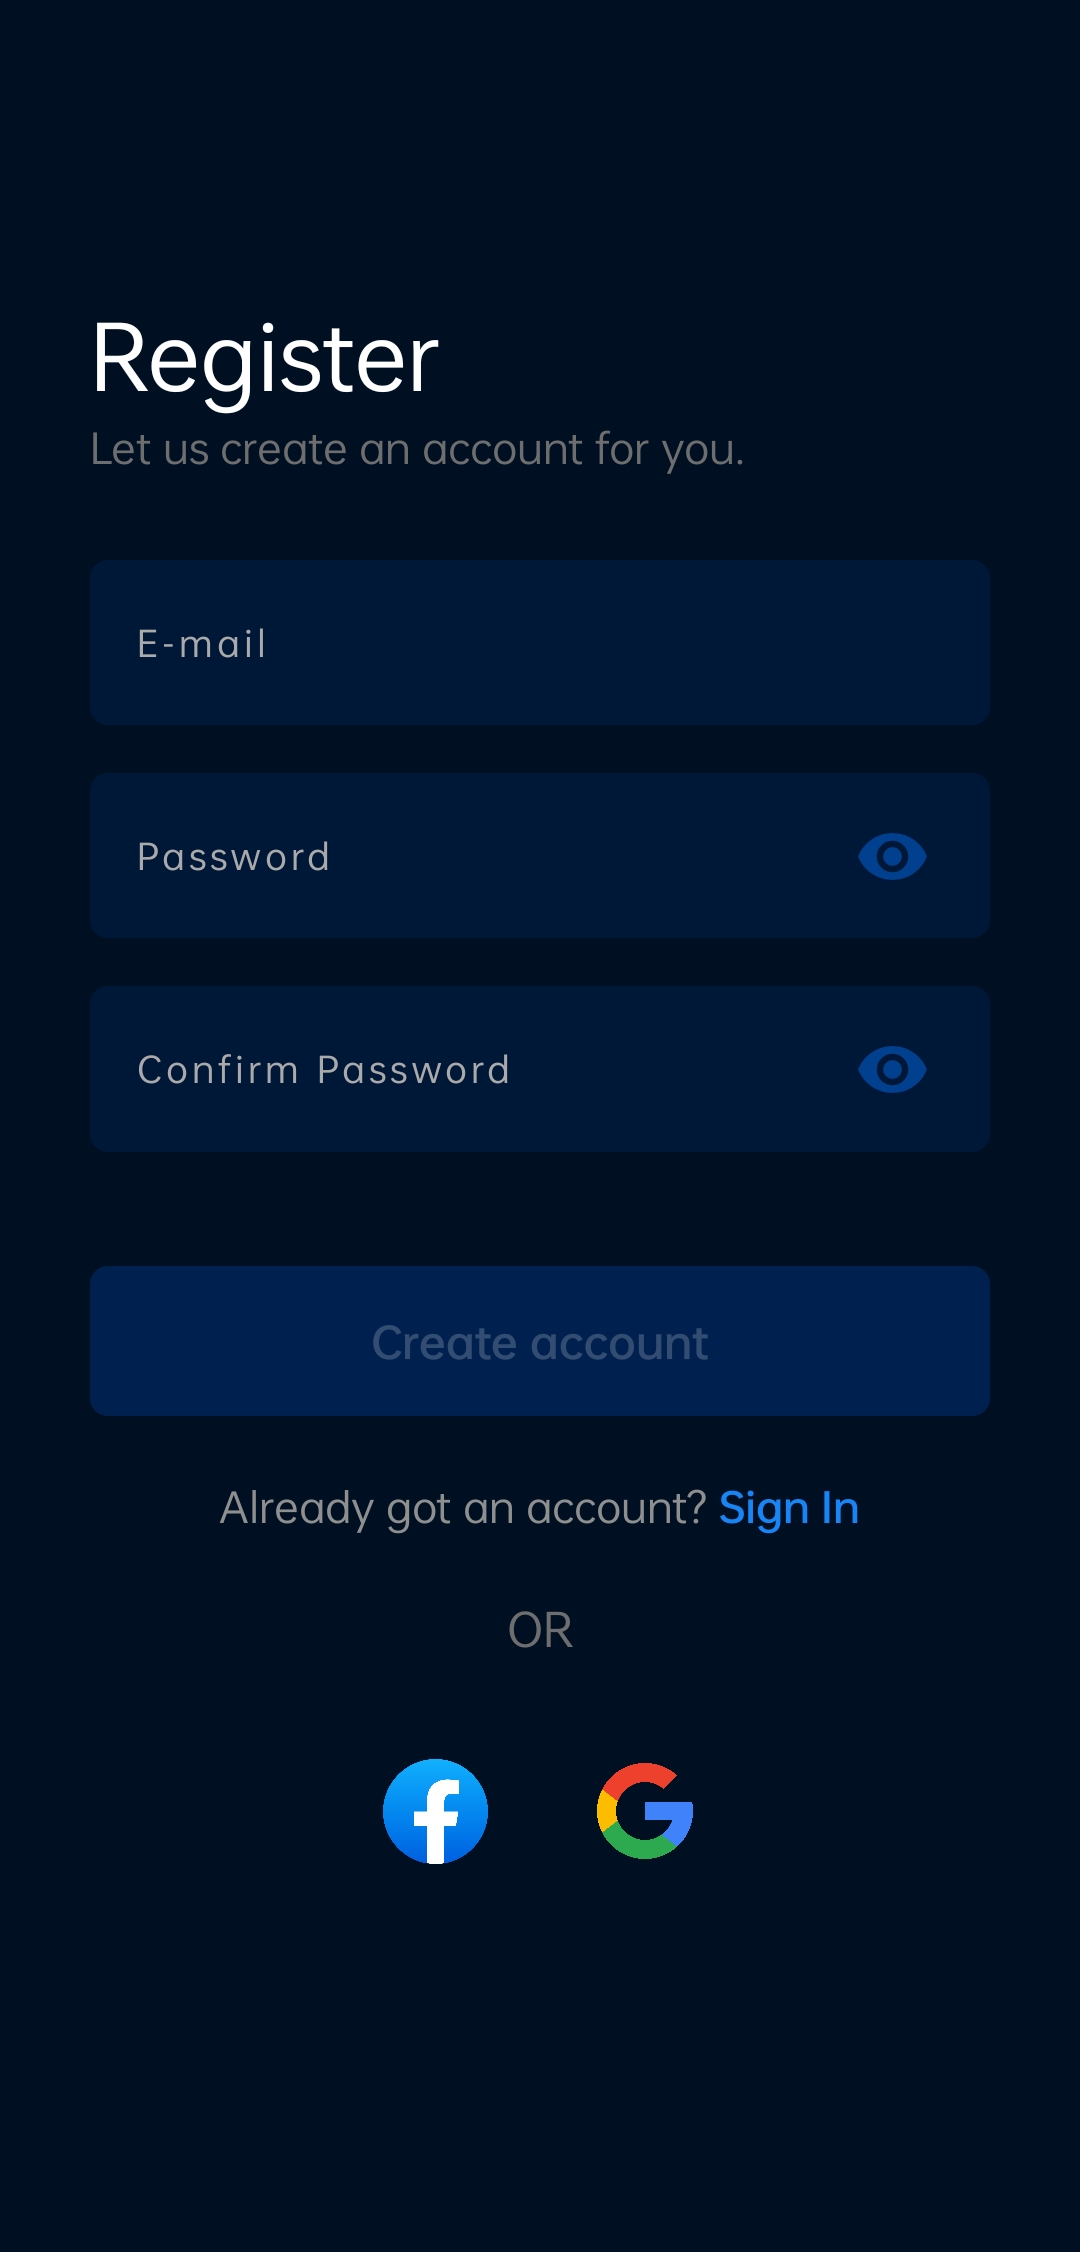 Register
Let us create an account for you.
E-mail
Password
Confirm Password
Create account
Already got an account? Sign In
OR